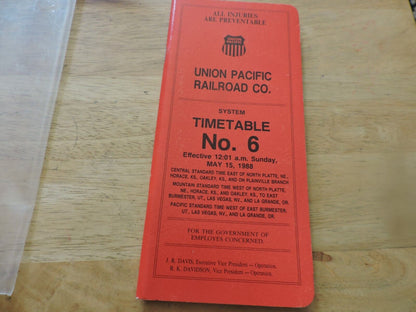 ALL INJURIES
ARE PREVENTABLE
UNION PACIFIC
RAILROAD CO.
SYSTEM
TIMETABLE
No. 6
Effective 12:01 a.m. Sunday,
MAY 15, 1988
CENTRAL STANDARD TIME EAST OF NORTH PLATTE, NE.,
HORACE, KS., OAKLEY, KS., AND ON PLAINVILLE BRANCH
MOUNTAIN STANDARD TIME WEST OF NORTH PLATTE,
NE., HORACE, KS., AND OAKLEY, KS., TO EAST
BURMESTER, UT., LAS VEGAS, NV., AND LA GRANDE, OR.
PACIFIC STANDARD TIME WEST OF EAST BURMESTER,
UT., LAS VEGAS, NV., AND LA GRANDE, OR.
FOR THE GOVERNMENT OF
EMPLOYES CONCERNED.
J. R. DAVIS, Executive Vice President — Operation.
R. K. DAVIDSON, Vice President — Operation.